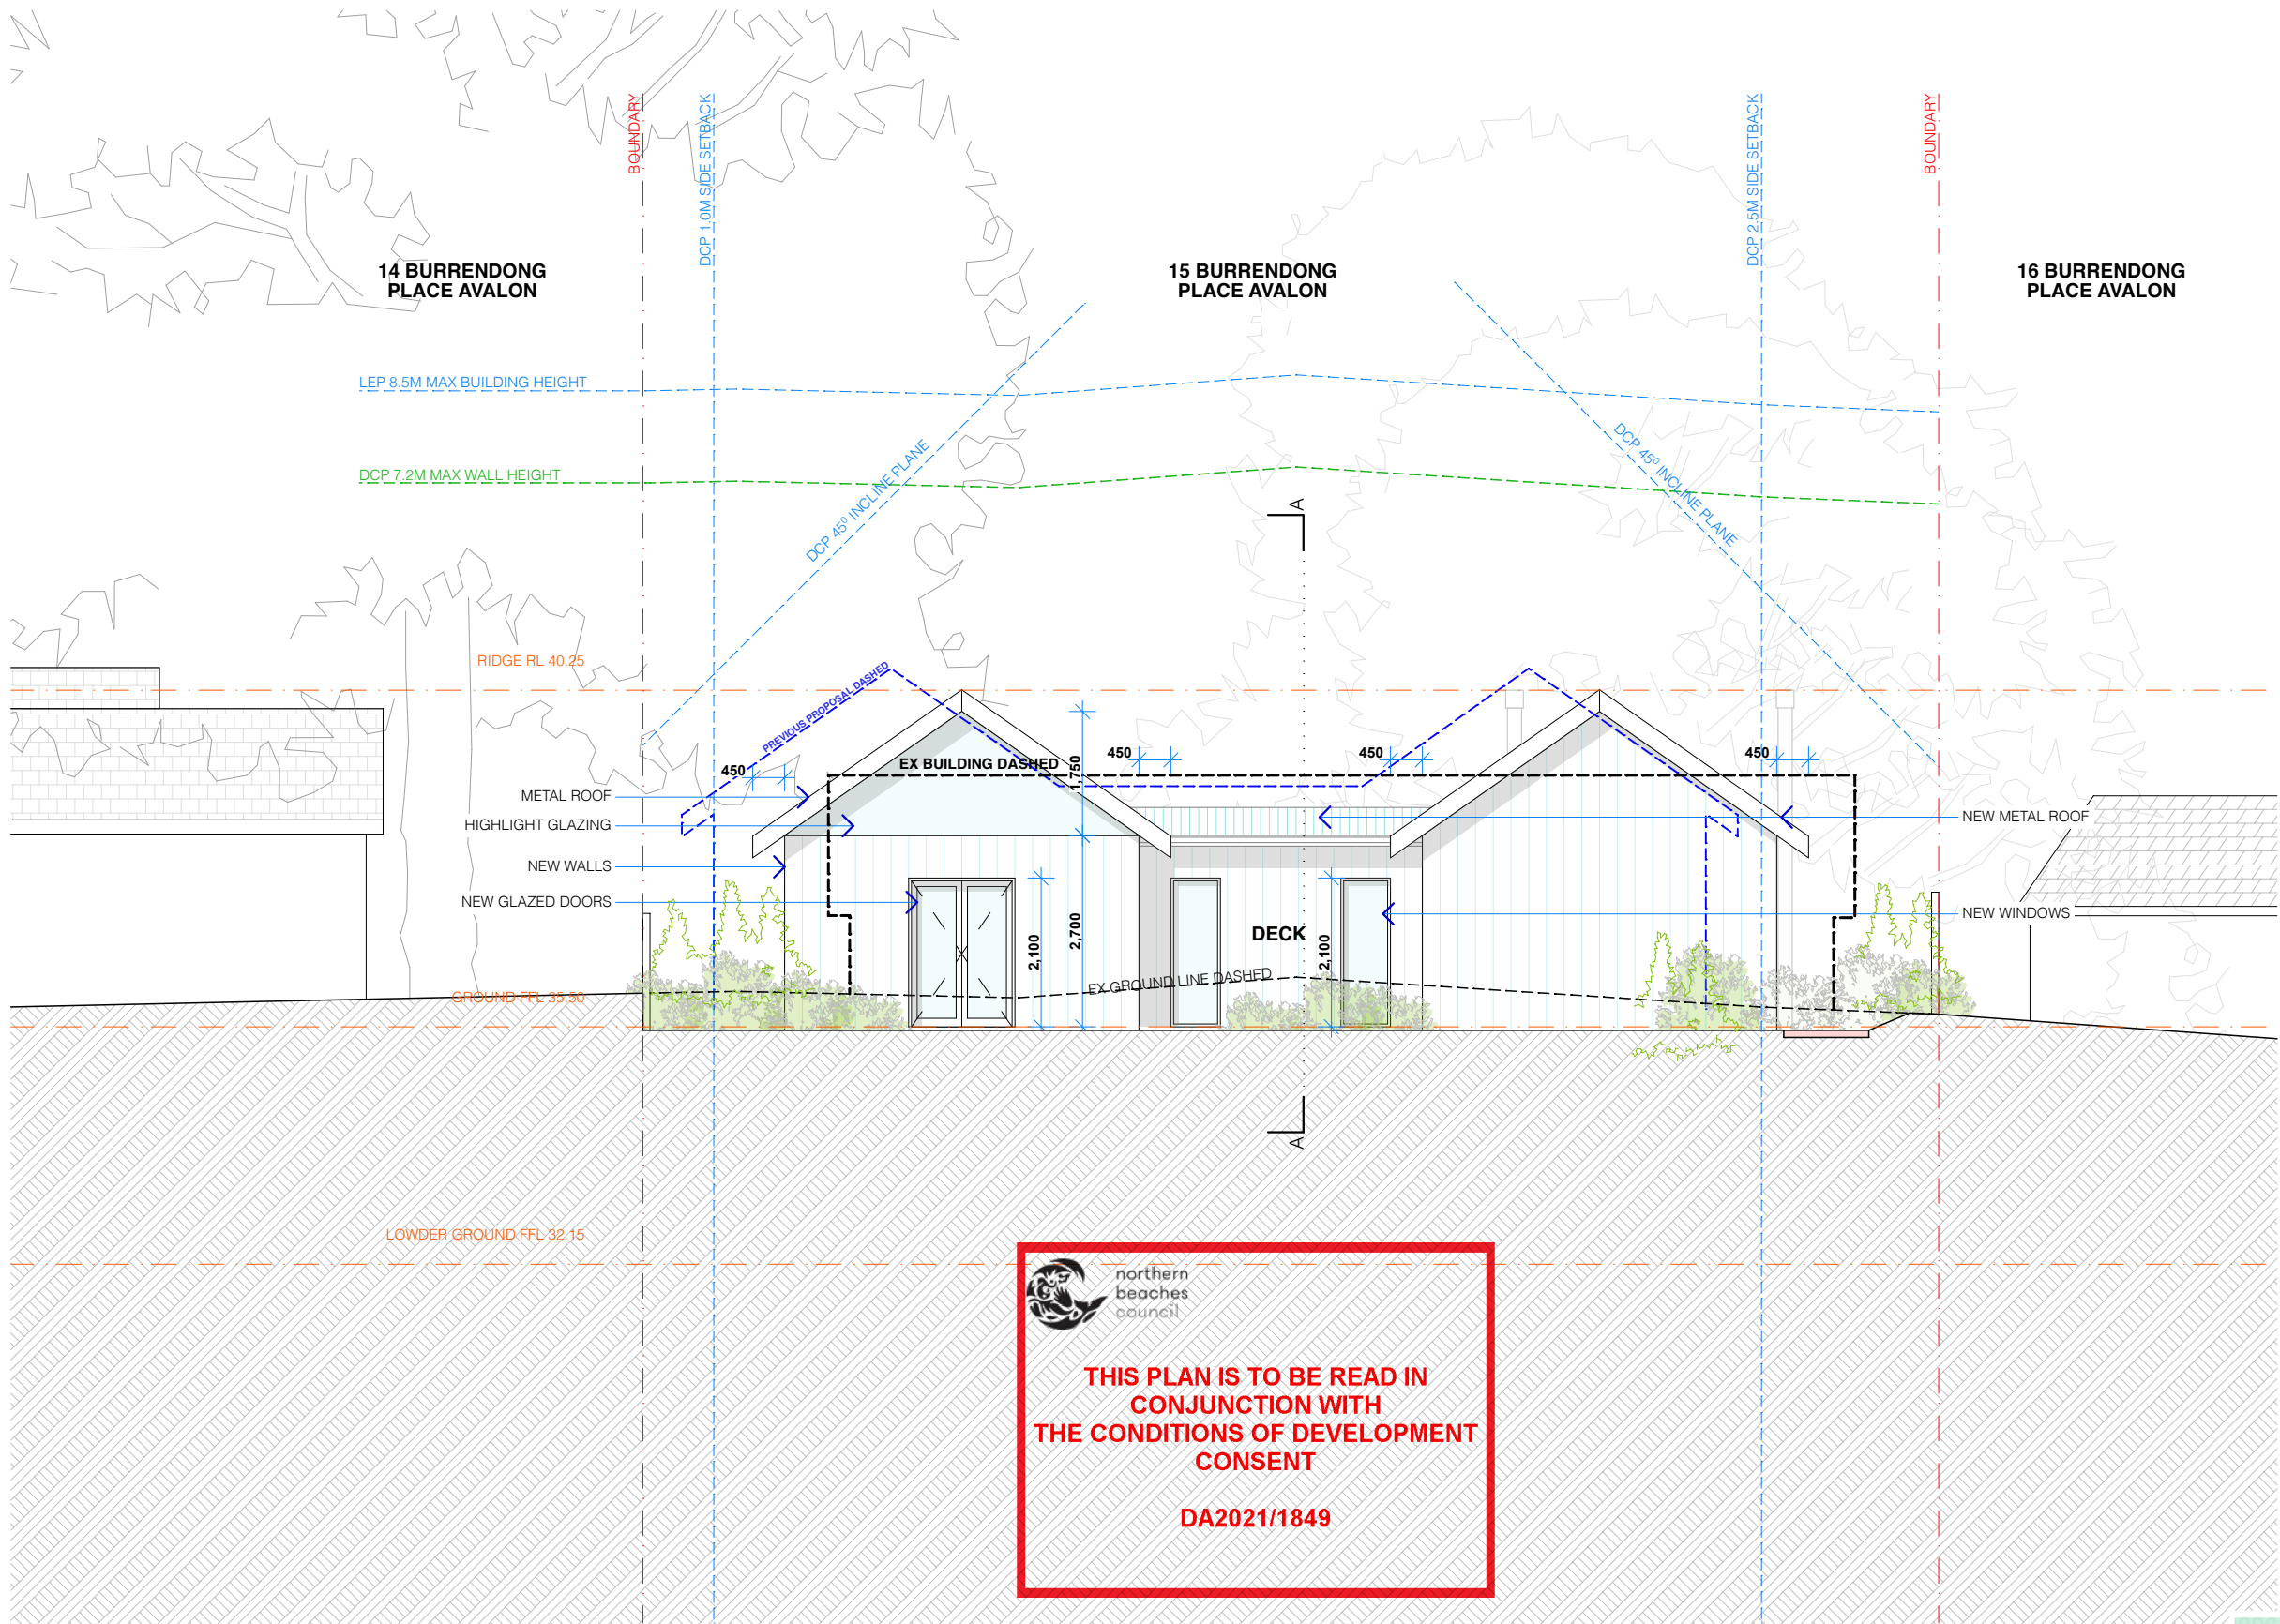 BOUNDARY
DCP 1.0M SIDE SETBACK
DCP 2.5M SIDE SETBACK
BOUNDARY
14 BURRENDONG
PLACE AVALON
15 BURRENDONG
PLACE AVALON
16 BURRENDONG
PLACE AVALON
LEP 8.5M MAX BUILDING HEIGHT
DCP 7.2M MAX WALL HEIGHT
DCP 45⁰ INCLINE PLANE
DCP 45⁰ INCLINE PLANE
A
RIDGE RL 40.25
PREVIOUS PROPOSAL DASHED
EX BUILDING DASHED
450
1,750
450
450
450
METAL ROOF
HIGHLIGHT GLAZING
NEW WALLS
NEW GLAZED DOORS
NEW METAL ROOF
NEW WINDOWS
DECK
2,100
2,700
2,100
EX GROUND LINE DASHED
GROUND FFL 35.50
A
LOWDER GROUND FFL 32.15
northern
beaches
council
THIS PLAN IS TO BE READ IN
CONJUNCTION WITH
THE CONDITIONS OF DEVELOPMENT
CONSENT
DA2021/1849